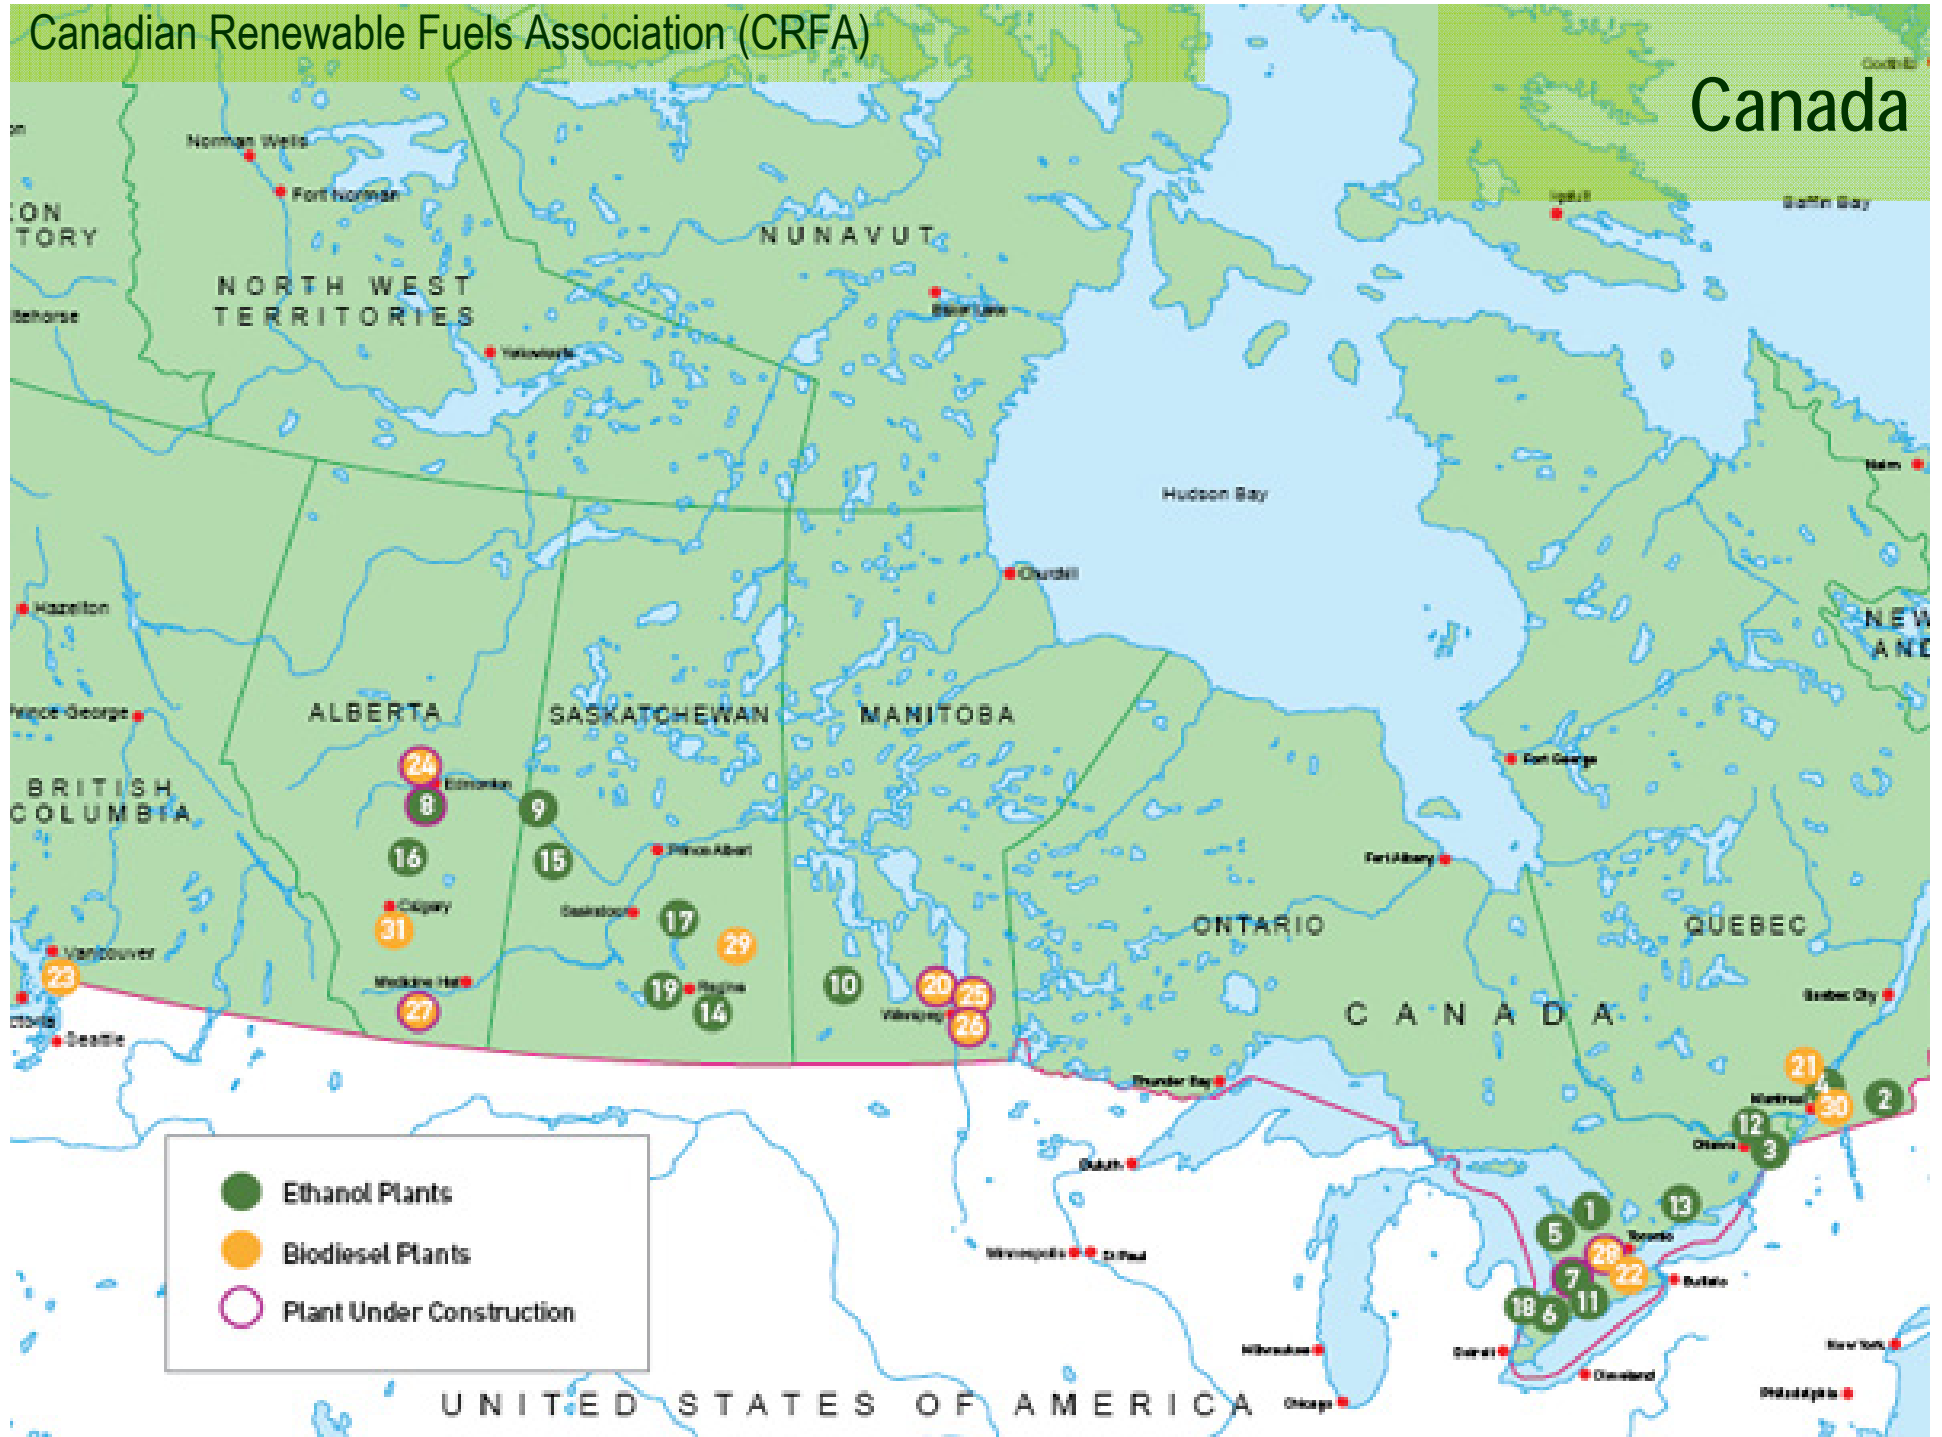 Canadian Renewable Fuels Association (CRFA)
Canada
Norman Wells
Fort Norman
TORY
NORTH WEST
TERRITORIES
NUNAVUT
Baker Lake
Baffin Bay
Yellowknife
Hudson Bay
Churchill
Hazelton
Prince George
BRITISH
COLUMBIA
ALBERTA
SASKATCHEWAN
MANITOBA
ONTARIO
QUEBEC
CANADA
NEW
AND
Nain
Fort George
Fort Albany
24
Edmonton
8
9
16
15
Prince Albert
Calgary
31
Saskatoon
17
29
Vancouver
23
Medicine Hat
27
19
Regina
14
10
20
25
Winnipeg
26
Seattle
Thunder Bay
Quebec City
21
4
Montreal
30
2
12
Ottawa
3
Duluth
1
13
5
Toronto
28
7
22
Buffalo
18
6
11
Minneapolis
St Paul
Milwaukee
Detroit
Cleveland
New York
Philadelphia
Chicago
Ethanol Plants
Biodiesel Plants
Plant Under Construction
UNITED STATES OF AMERICA